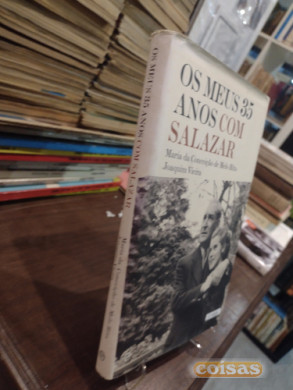 OS MEUS 35
ANOS COM
SALAZAR
Maria da Conceição de Melo Rita
Joaquim Vieira
OS MEUS 35 ANOS COM SALAZAR
coisas